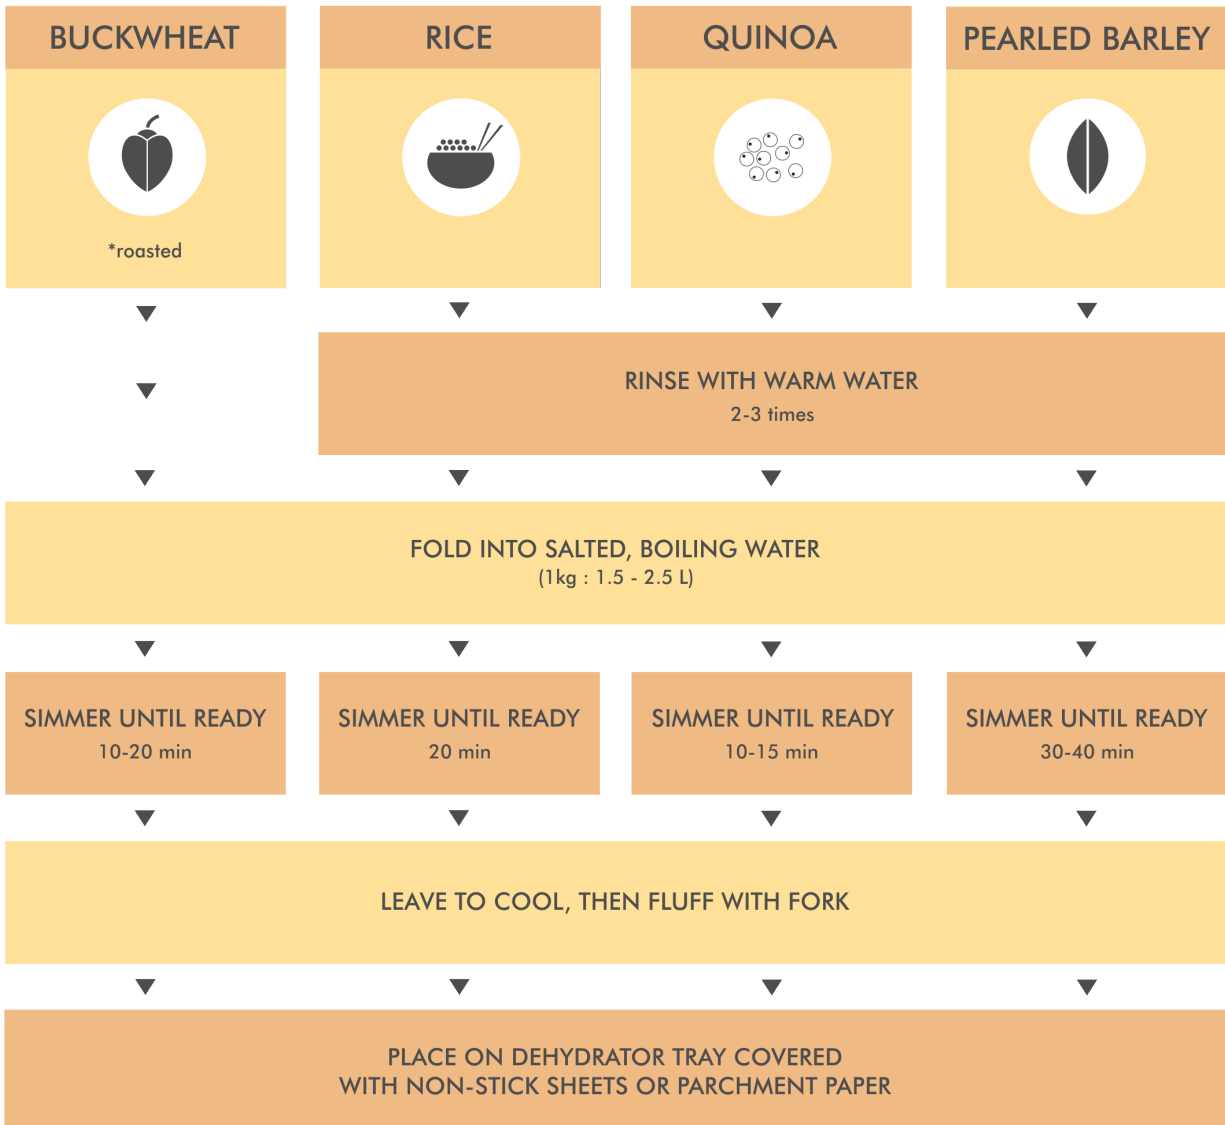 BUCKWHEAT
RICE
QUINOA
PEARLED BARLEY
*roasted
RINSE WITH WARM WATER
2-3 times
FOLD INTO SALTED, BOILING WATER
(1kg : 1.5 - 2.5 L)
SIMMER UNTIL READY
10-20 min
SIMMER UNTIL READY
20 min
SIMMER UNTIL READY
10-15 min
SIMMER UNTIL READY
30-40 min
LEAVE TO COOL, THEN FLUFF WITH FORK
PLACE ON DEHYDRATOR TRAY COVERED
WITH NON-STICK SHEETS OR PARCHMENT PAPER